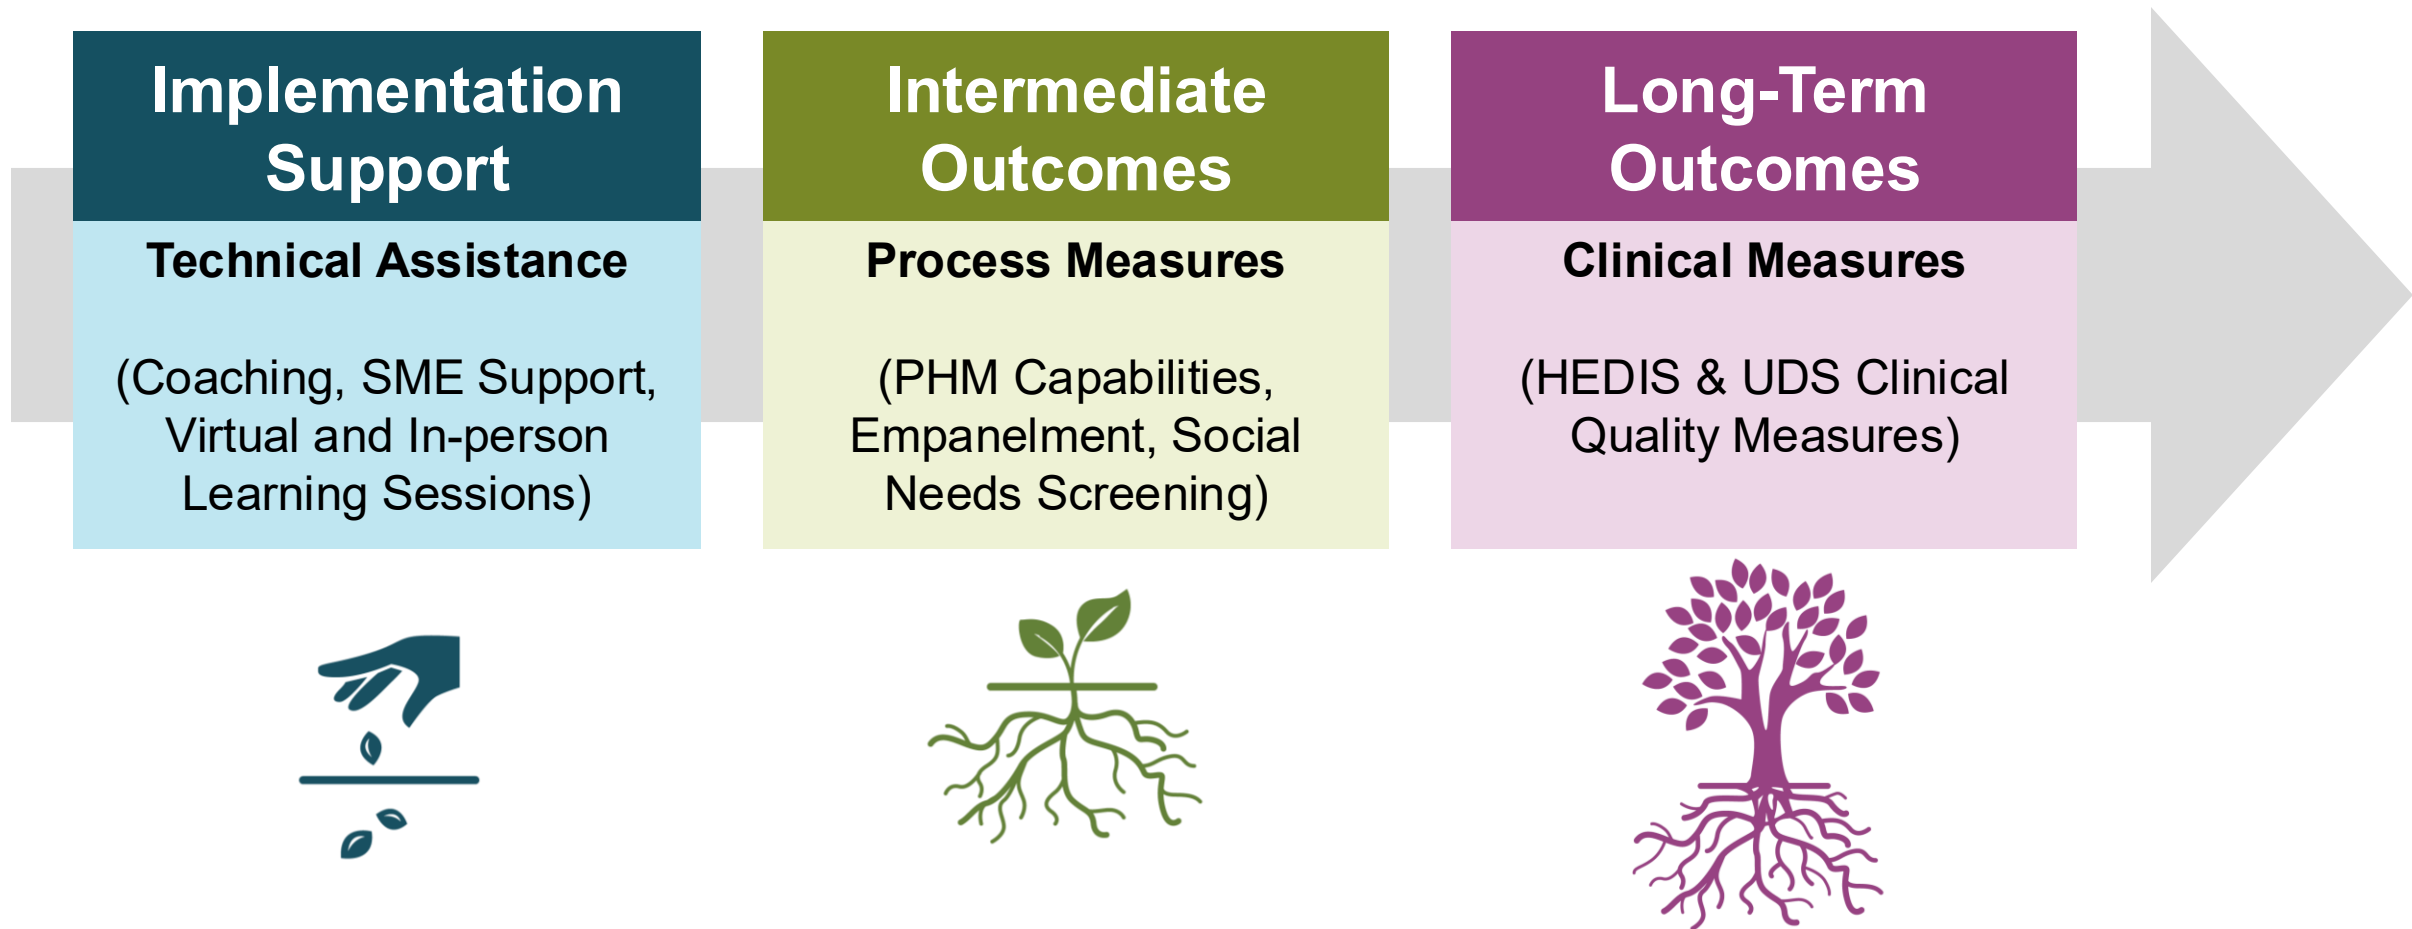 Implementation
Support
Technical Assistance
(Coaching, SME Support,
Virtual and In-person
Learning Sessions)
Intermediate
Outcomes
Process Measures
(PHM Capabilities,
Empanelment, Social
Needs Screening)
Long-Term
Outcomes
Clinical Measures
(HEDIS & UDS Clinical
Quality Measures)